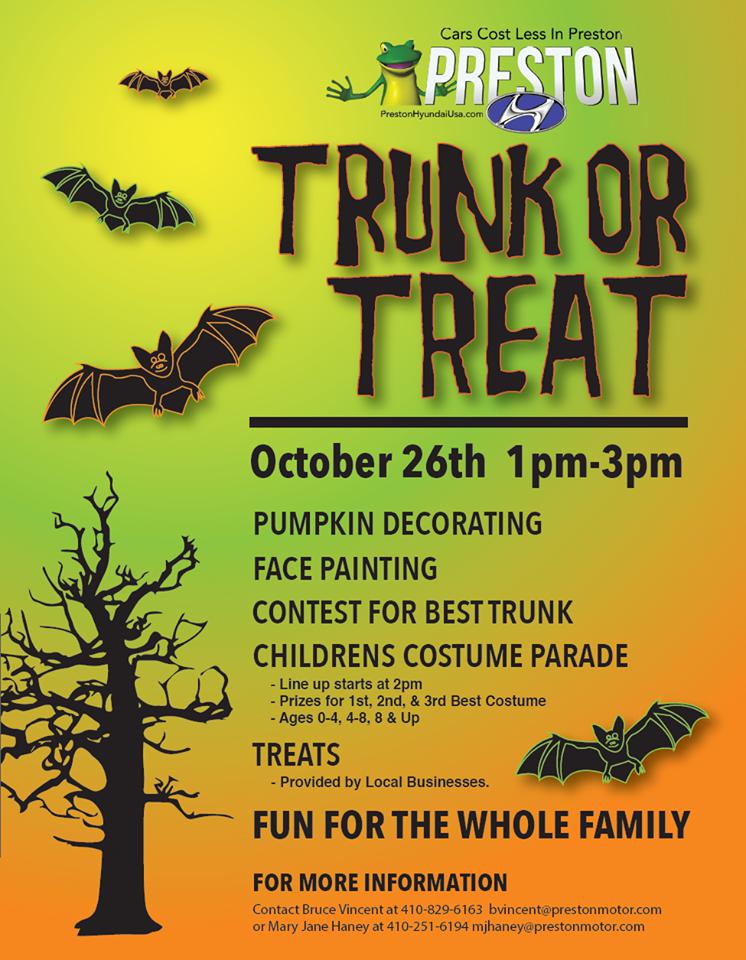 Cars Cost Less In Preston
PRESTON
PrestonHyundaiUsa.com
TRUNK OR
TREAT
October 26th 1pm-3pm
PUMPKIN DECORATING
FACE PAINTING
CONTEST FOR BEST TRUNK
CHILDRENS COSTUME PARADE
- Line up starts at 2pm
- Prizes for 1st, 2nd, & 3rd Best Costume
- Ages 0-4, 4-8, 8 & Up
TREATS
- Provided by Local Businesses.
FUN FOR THE WHOLE FAMILY
FOR MORE INFORMATION
Contact Bruce Vincent at 410-829-6163 bvincent@prestonmotor.com
or Mary Jane Haney at 410-251-6194 mjhaney@prestonmotor.com